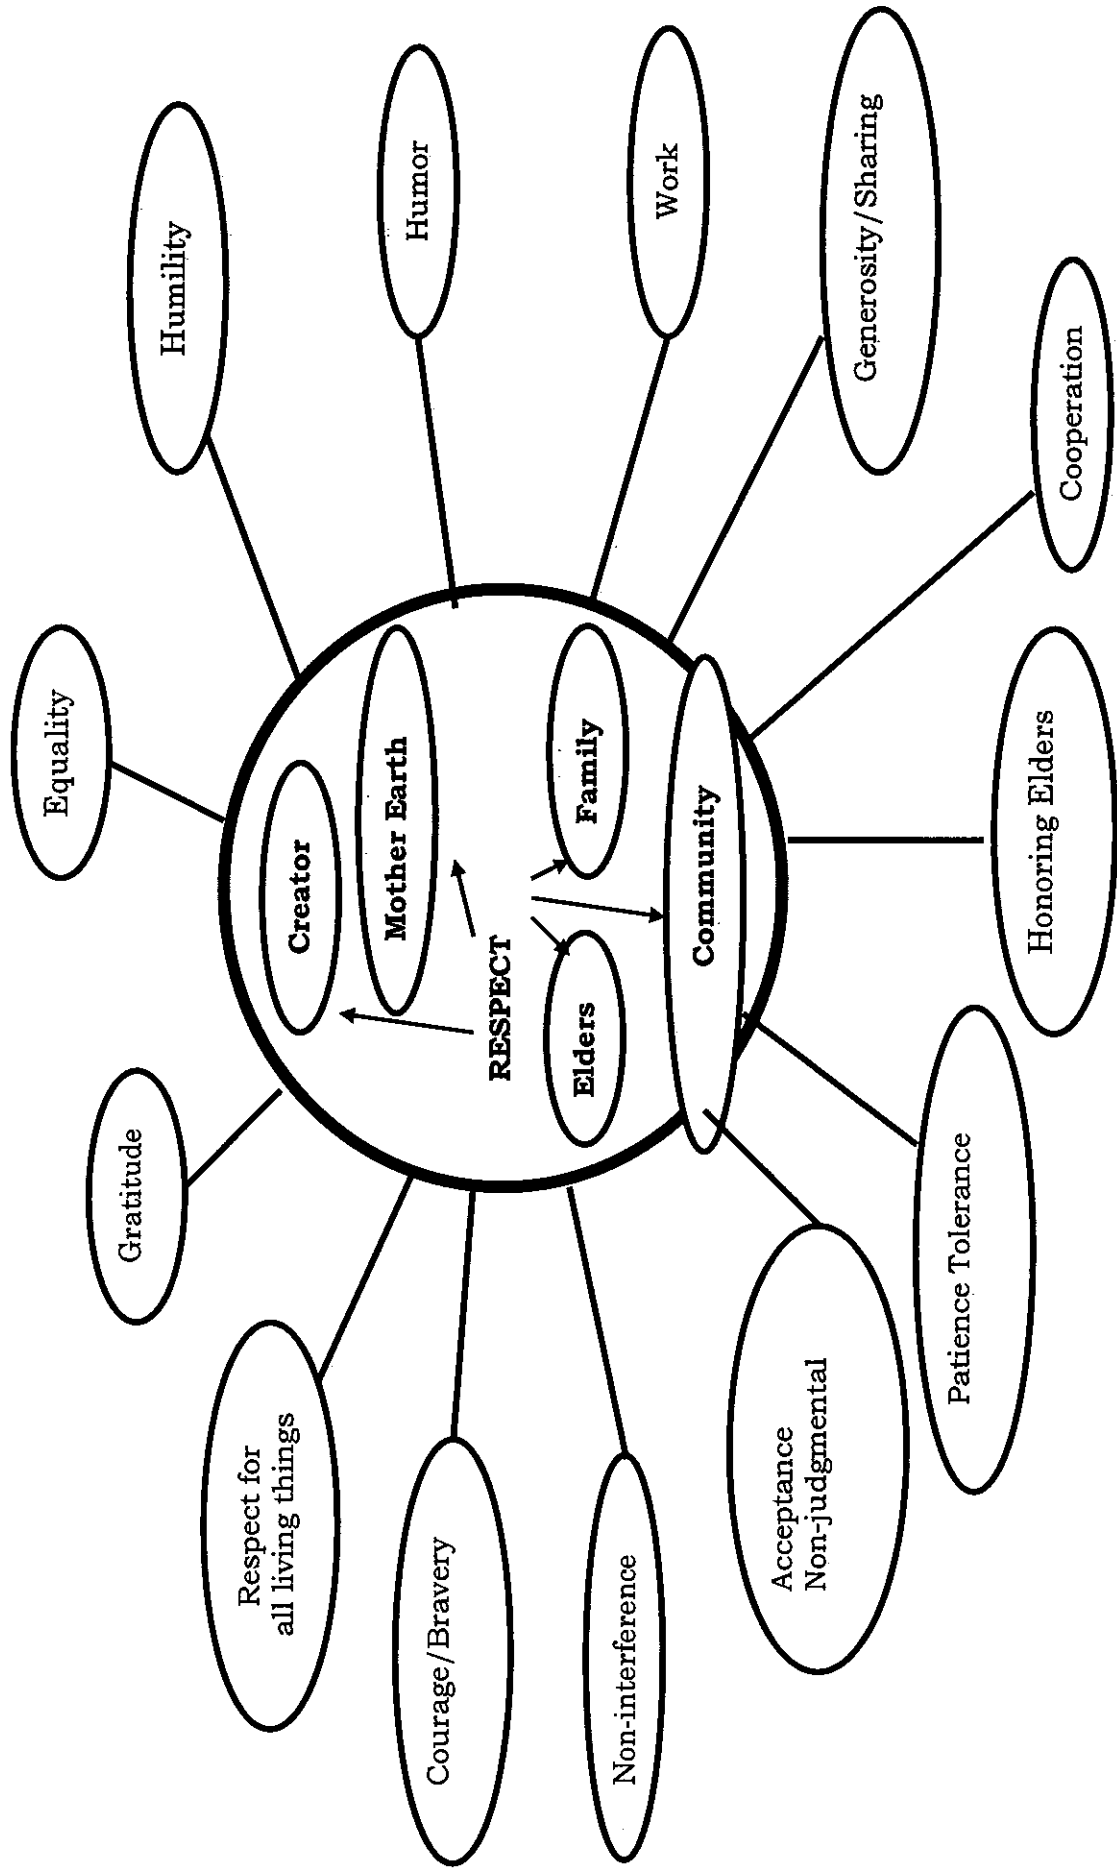 Equality
Gratitude
Humility
Respect for
all living things
Creator
Mother Earth
Humor
Courage/Bravery
RESPECT
Elders
Family
Non-interference
Work
Community
Acceptance
Non-judgmental
Generosity/Sharing
Patience Tolerance
Honoring Elders
Cooperation